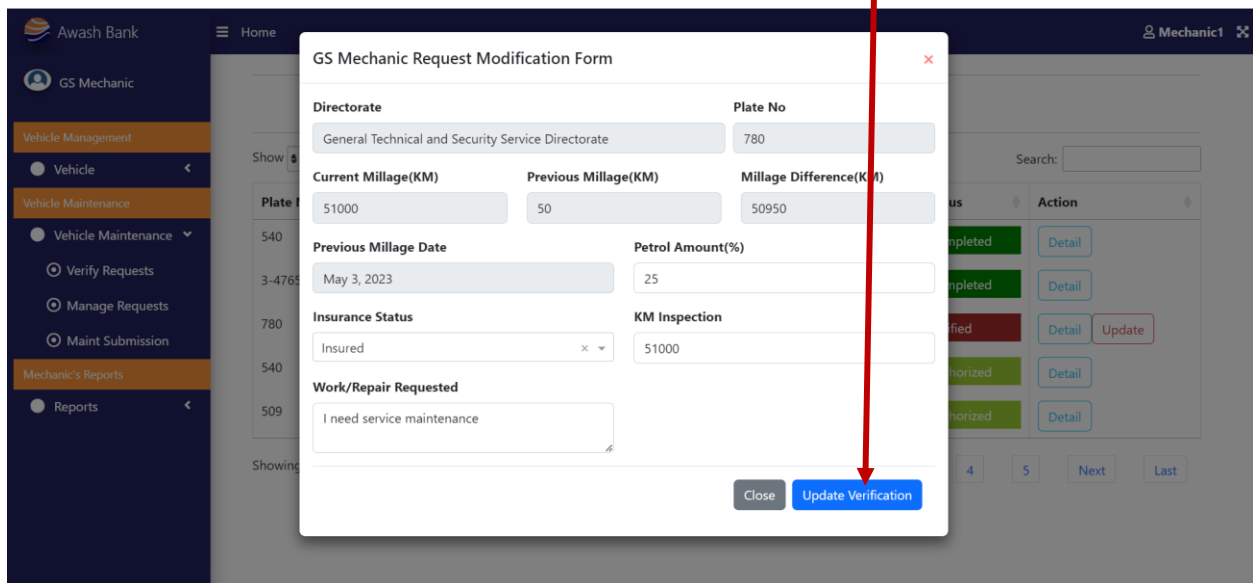 Awash Bank
Home
Mechanic1
GS Mechanic
Vehicle Management
Vehicle
Vehicle Maintenance
Vehicle Maintenance
Verify Requests
Manage Requests
Maint Submission
Mechanic's Reports
Reports
GS Mechanic Request Modification Form
×
Directorate Plate No
General Technical and Security Service Directorate 780
Current Millage(KM) Previous Millage(KM) Millage Difference(KM)
51000 50 50950
Previous Millage Date Petrol Amount(%)
May 3, 2023 25
Insurance Status KM Inspection
Insured × 51000
Work/Repair Requested
I need service maintenance
Close Update Verification
Show Search:
Plate Action
540 Detail
3-4765 Detail
780 Detail Update
540 Detail
509 Detail
Showing 4 5 Next Last